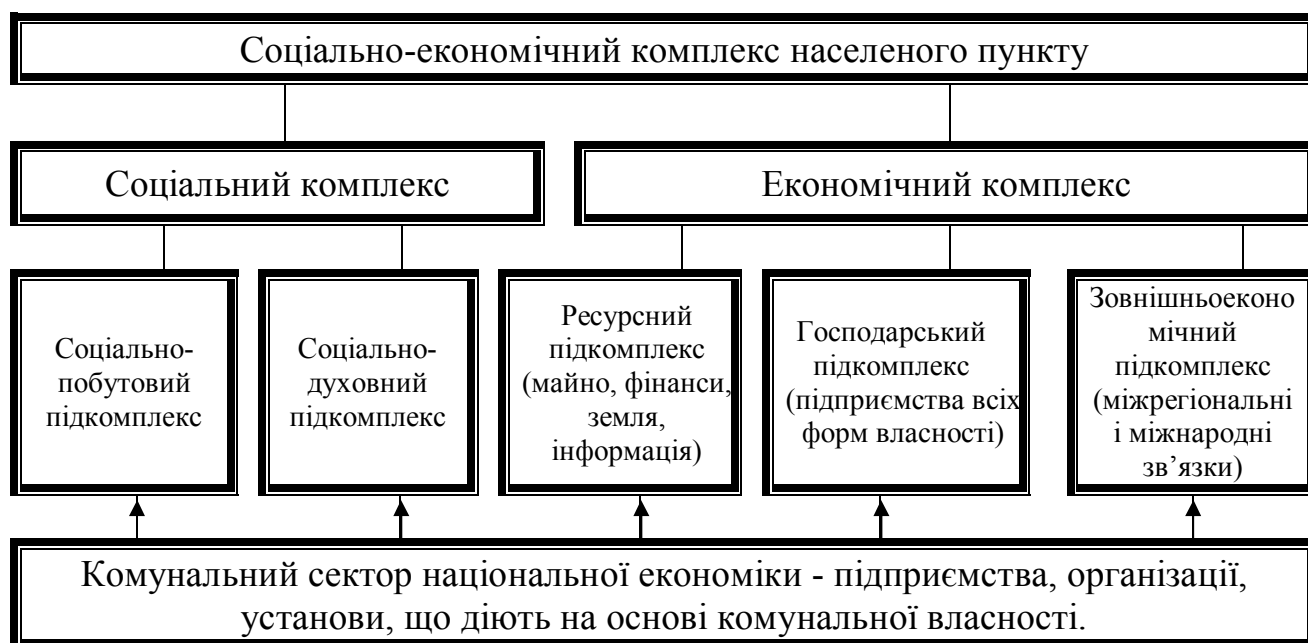 Соціально-економічний комплекс населеного пункту
Соціальний комплекс
Економічний комплекс
Соціально-
побутовий
підкомплекс
Соціально-
духовний
підкомплекс
Ресурсний
підкомплекс
(майно, фінанси,
земля,
інформація)
Господарський
підкомплекс
(підприємства всіх
форм власності)
Зовнішньоеконо
мічний
підкомплекс
(міжрегіональні
і міжнародні
зв’язки)
Комунальний сектор національної економіки - підприємства, організації,
установи, що діють на основі комунальної власності.